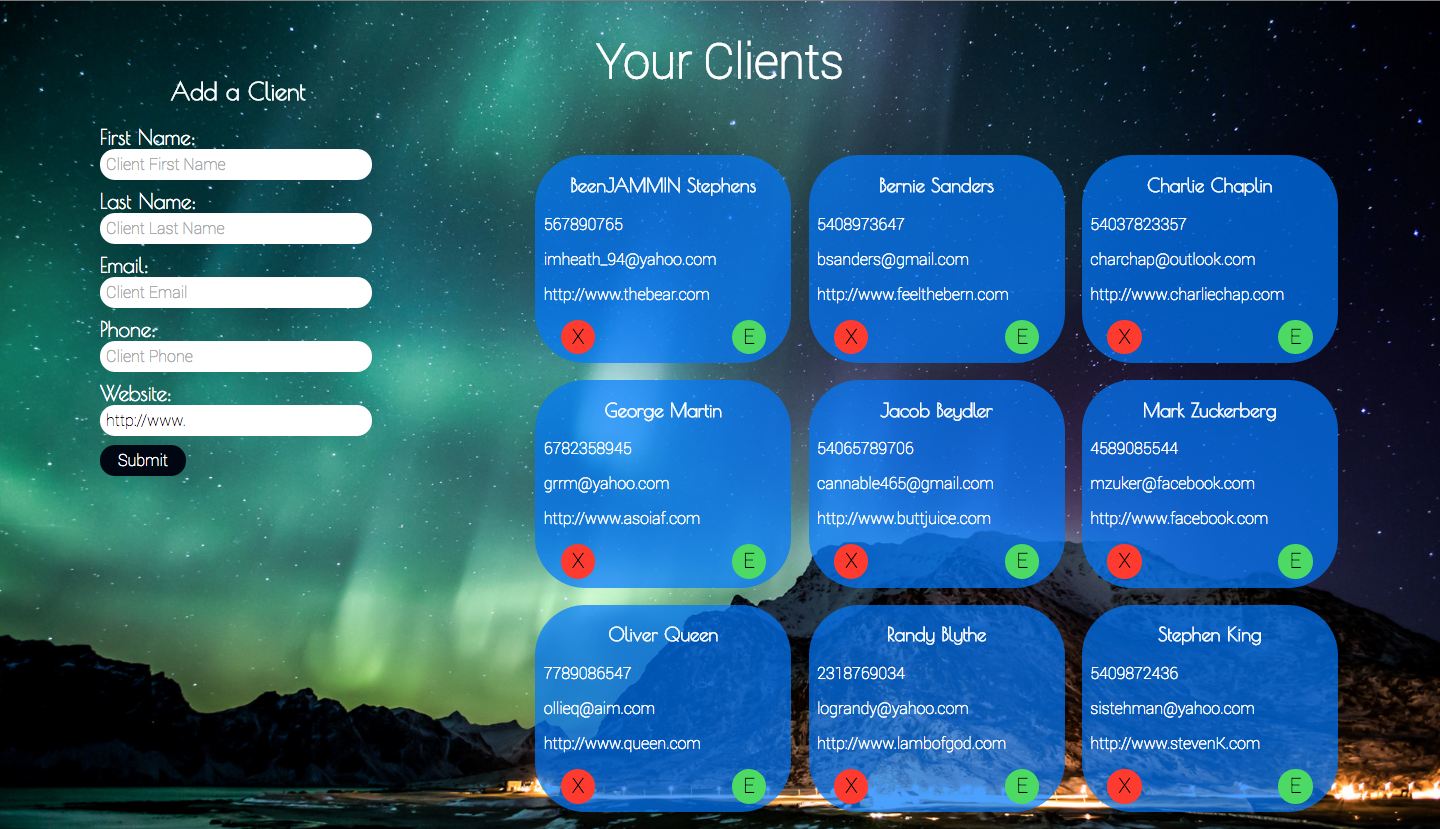 Your Clients
Add a Client
First Name:
Client First Name
Last Name:
Client Last Name
Email:
Client Email
Phone:
Client Phone
Website:
http://www.
Submit
BeenJAMMIN Stephens
567890765
imheath_94@yahoo.com
http://www.thebear.com
X E
Bernie Sanders
5408973647
bsanders@gmail.com
http://www.feelthebern.com
X E
Charlie Chaplin
54037823357
charchap@outlook.com
http://www.charliechap.com
X E
George Martin
6782358945
grrm@yahoo.com
http://www.asoiaf.com
X E
Jacob Beydler
54065789706
cannable465@gmail.com
http://www.buttjuice.com
X E
Mark Zuckerberg
4589085544
mzuker@facebook.com
http://www.facebook.com
X E
Oliver Queen
7789086547
ollieq@aim.com
http://www.queen.com
X E
Randy Blythe
2318769034
lograndy@yahoo.com
http://www.lambofgod.com
X E
Stephen King
5409872436
sistehman@yahoo.com
http://www.stevenK.com
X E